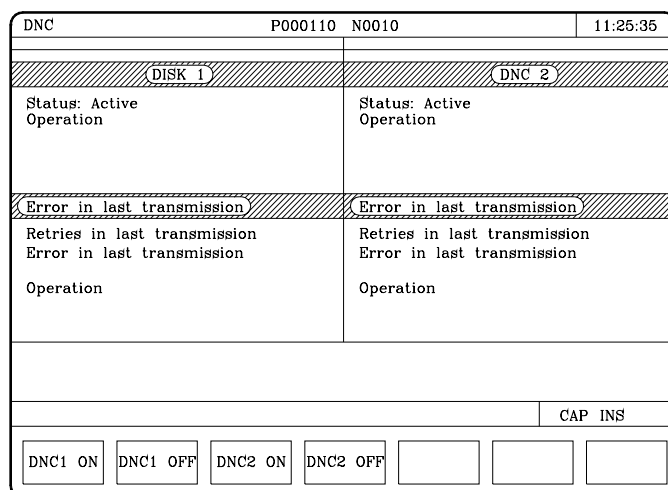 DNC P000110 N0010 11:25:35
DISK 1
Status: Active
Operation
Error in last transmission
Retries in last transmission
Error in last transmission
Operation
DNC 2
Status: Active
Operation
Error in last transmission
Retries in last transmission
Error in last transmission
Operation
CAP INS
DNC1 ON DNC1 OFF DNC2 ON DNC2 OFF